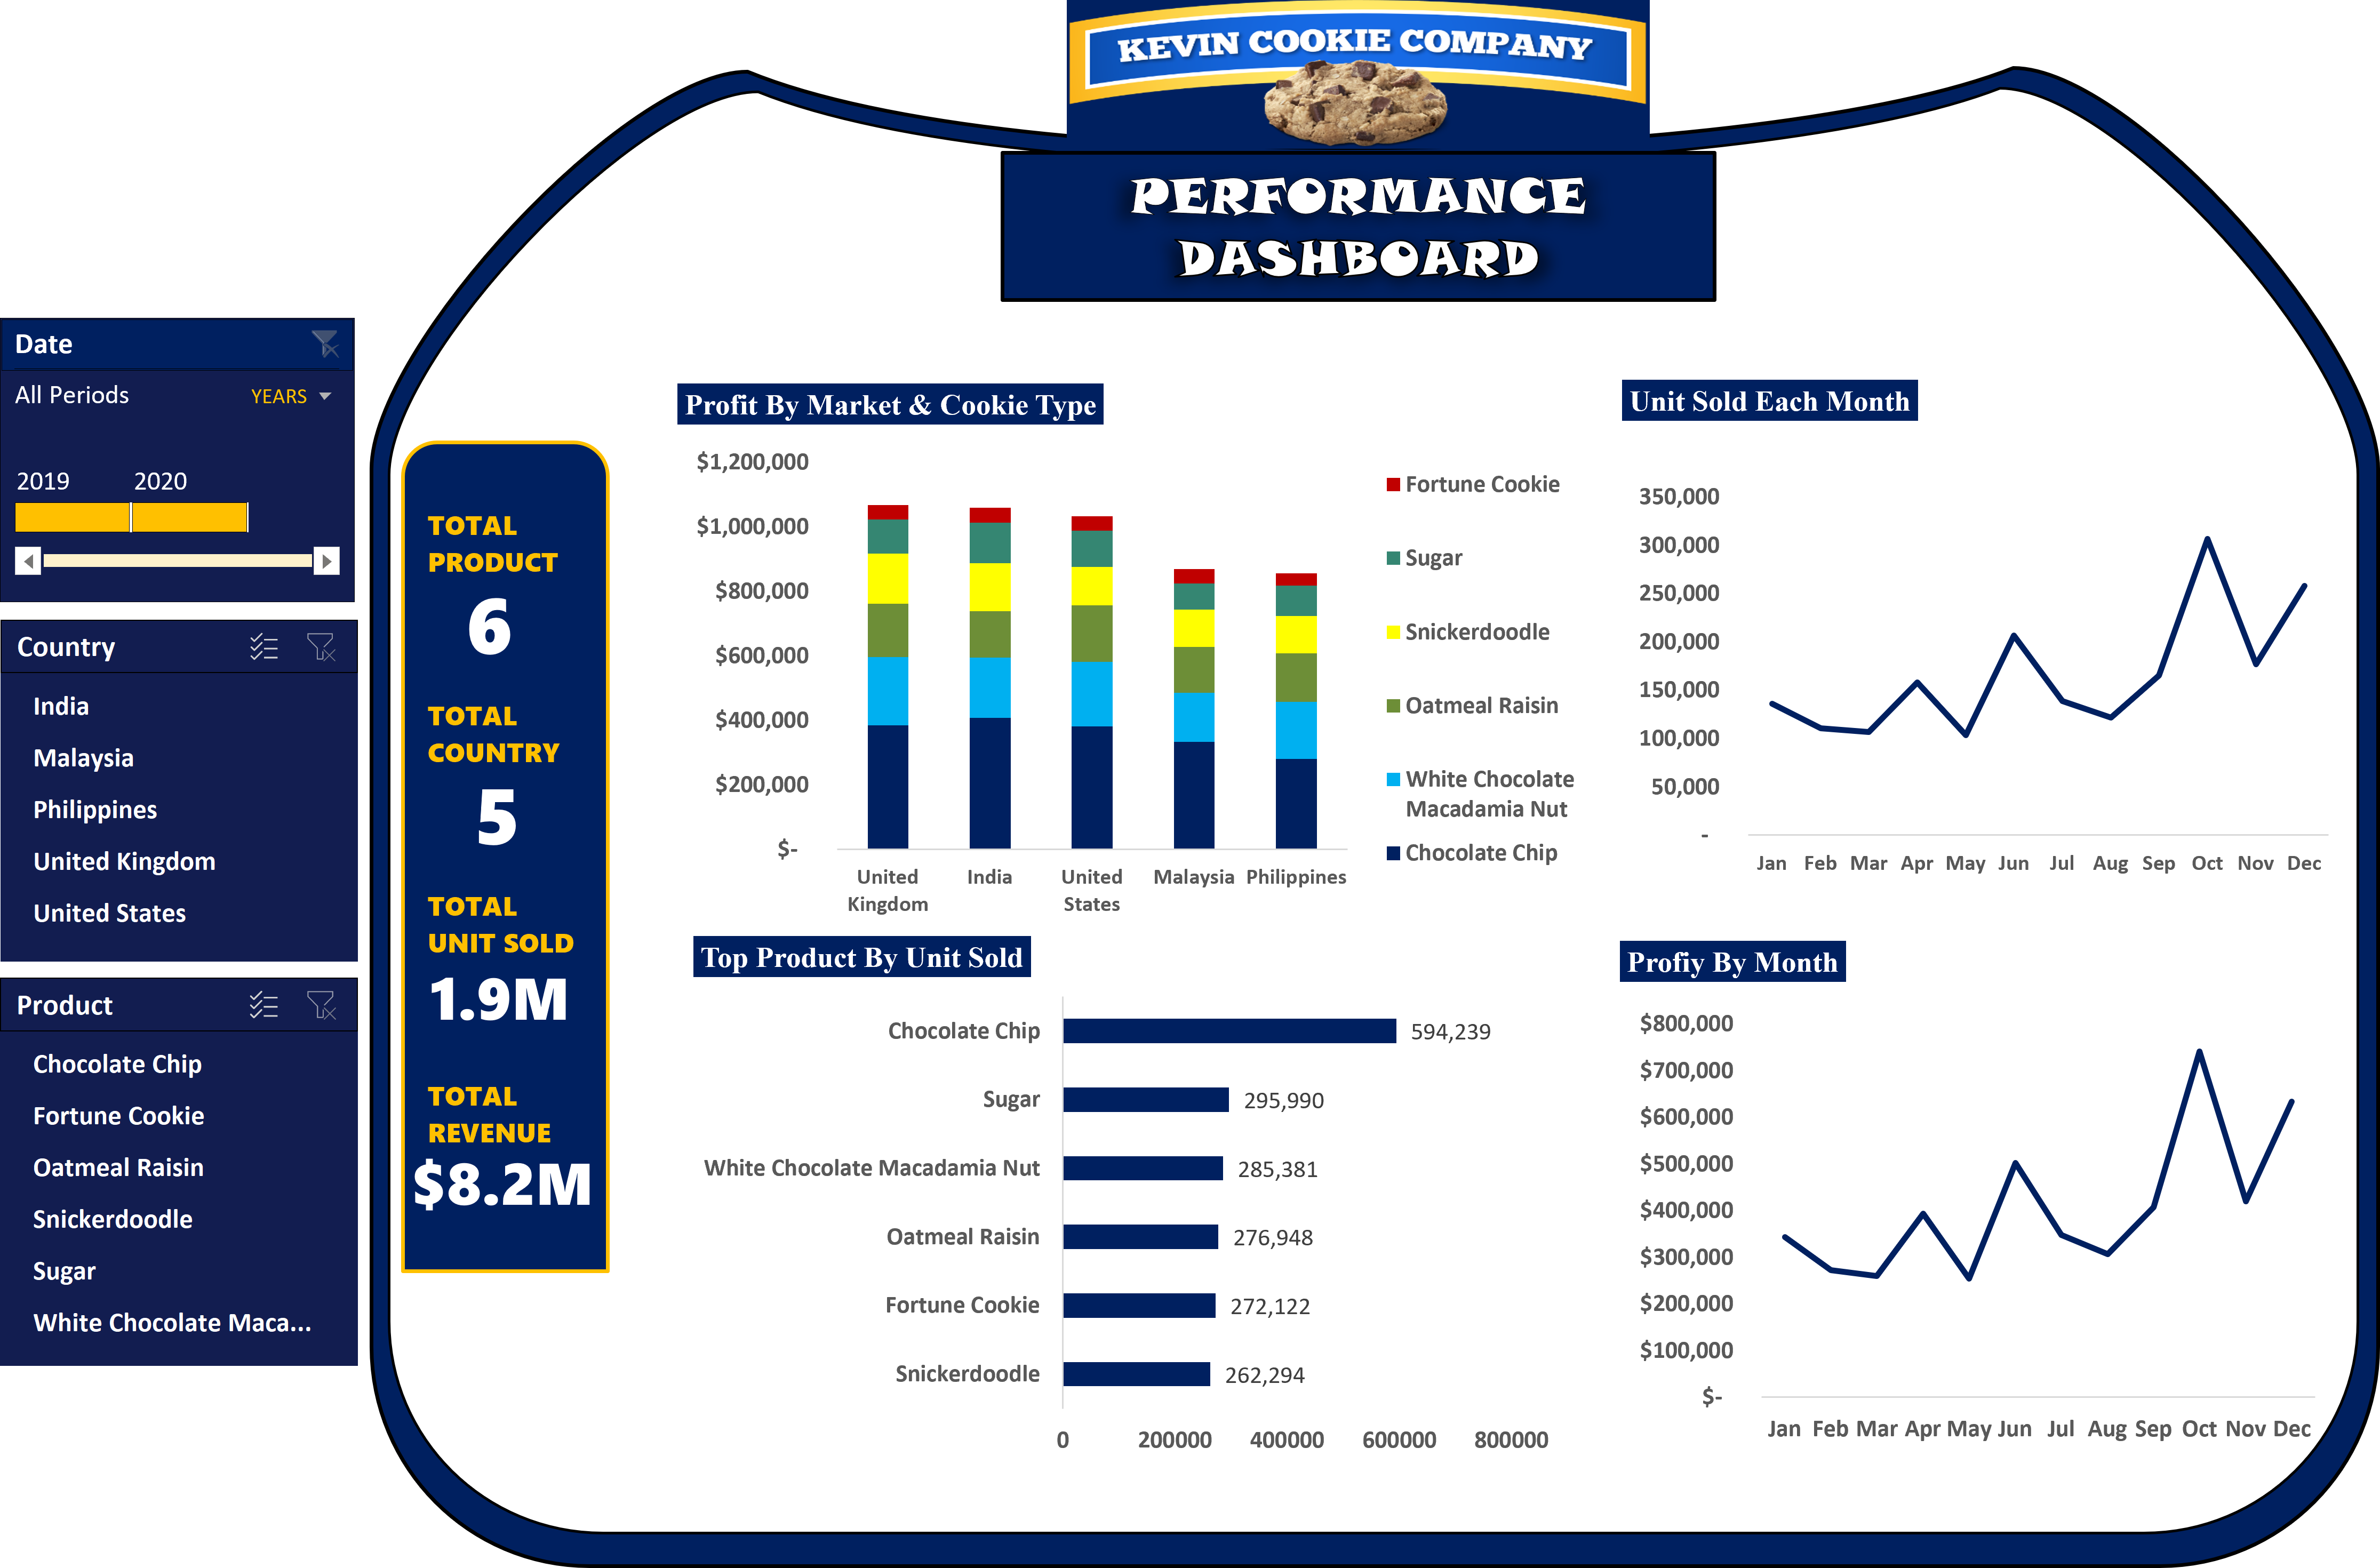 KEVIN COOKIE COMPANY
PERFORMANCE
DASHBOARD
Date
All Periods
YEARS
2019
2020
Country
India
Malaysia
Philippines
United Kingdom
United States
Product
Chocolate Chip
Fortune Cookie
Oatmeal Raisin
Snickerdoodle
Sugar
White Chocolate Maca...
TOTAL
PRODUCT
6
TOTAL
COUNTRY
5
TOTAL
UNIT SOLD
1.9M
TOTAL
REVENUE
$8.2M
Profit By Market & Cookie Type
$1,200,000
$1,000,000
$800,000
$600,000
$400,000
$200,000
$-
United
Kingdom
India
United
States
Malaysia
Philippines
Fortune Cookie
Sugar
Snickerdoodle
Oatmeal Raisin
White Chocolate
Macadamia Nut
Chocolate Chip
Unit Sold Each Month
350,000
300,000
250,000
200,000
150,000
100,000
50,000
-
Jan Feb Mar Apr May Jun Jul Aug Sep Oct Nov Dec
Top Product By Unit Sold
Chocolate Chip 594,239
Sugar 295,990
White Chocolate Macadamia Nut 285,381
Oatmeal Raisin 276,948
Fortune Cookie 272,122
Snickerdoodle 262,294
0 200000 400000 600000 800000
Profiy By Month
$800,000
$700,000
$600,000
$500,000
$400,000
$300,000
$200,000
$100,000
$-
Jan Feb Mar Apr May Jun Jul Aug Sep Oct Nov Dec